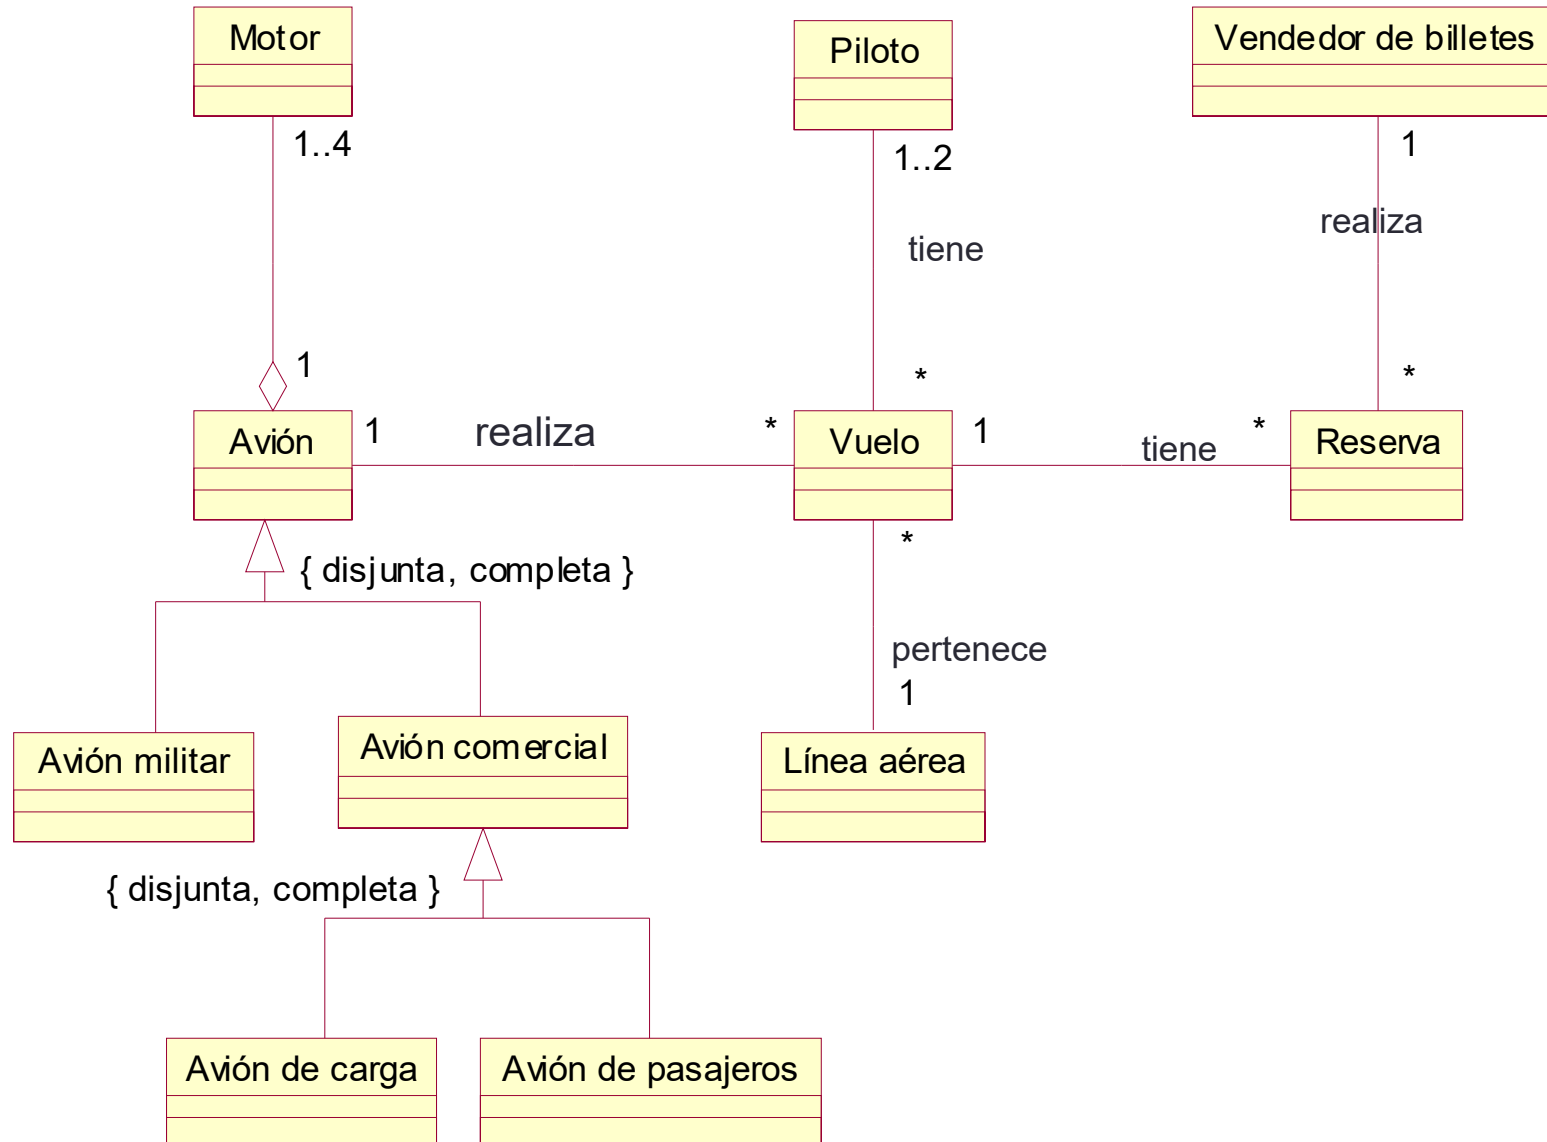 Motor
Piloto
Vendedor de billetes
1..4
1..2
1
realiza
tiene
1
*
*
Avión
1
realiza
*
Vuelo
1
tiene
*
Reserva
*
{ disjunta, completa }
pertenece
1
Avión militar
Avión comercial
Línea aérea
{ disjunta, completa }
Avión de carga
Avión de pasajeros